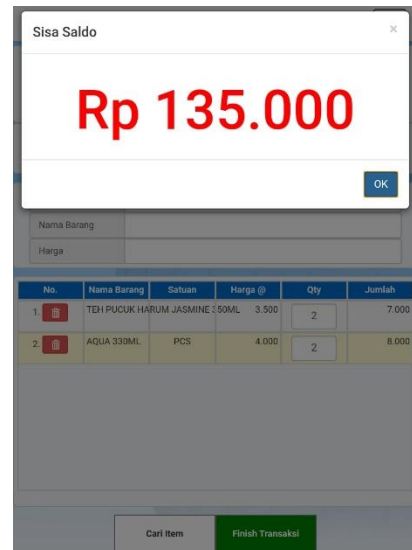 Sisa Saldo ×
Rp 135.000
OK
Nama Barang
Harga
No. Nama Barang Satuan Harga @ Qty Jumlah
1. TEH PUCUK HARUM JASMINE 350ML 3.500 2 7.000
2. AQUA 330ML PCS 4.000 2 8.000
Cari Item Finish Transaksi